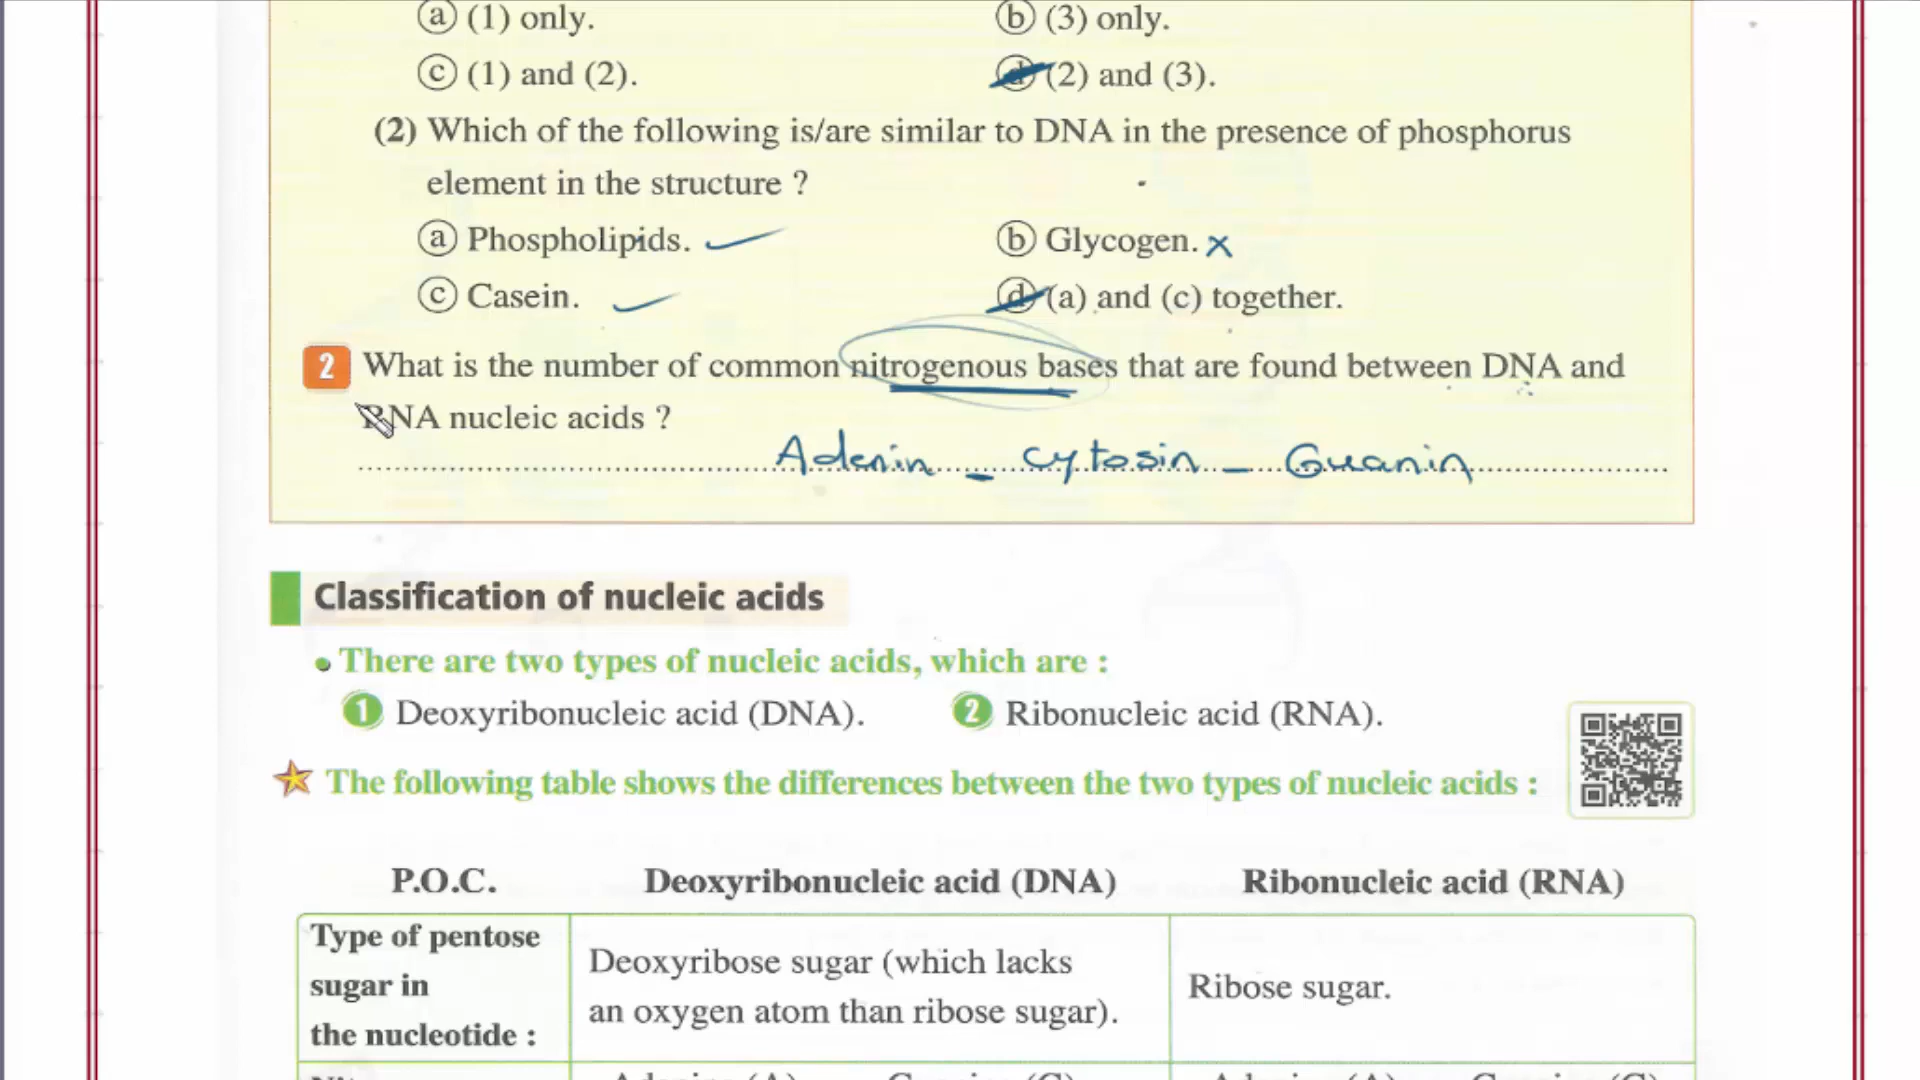 a (1) only. b (3) only.
c (1) and (2). d (2) and (3).
(2) Which of the following is/are similar to DNA in the presence of phosphorus
element in the structure ?
a Phospholipids. b Glycogen. x
c Casein. d (a) and (c) together.
2 What is the number of common nitrogenous bases that are found between DNA and
RNA nucleic acids ?
Adenin - cytosin - Guanin
Classification of nucleic acids
• There are two types of nucleic acids, which are :
1 Deoxyribonucleic acid (DNA). 2 Ribonucleic acid (RNA).
The following table shows the differences between the two types of nucleic acids :
P.O.C. Deoxyribonucleic acid (DNA) Ribonucleic acid (RNA)
Type of pentose
sugar in
the nucleotide :
Deoxyribose sugar (which lacks
an oxygen atom than ribose sugar).
Ribose sugar.